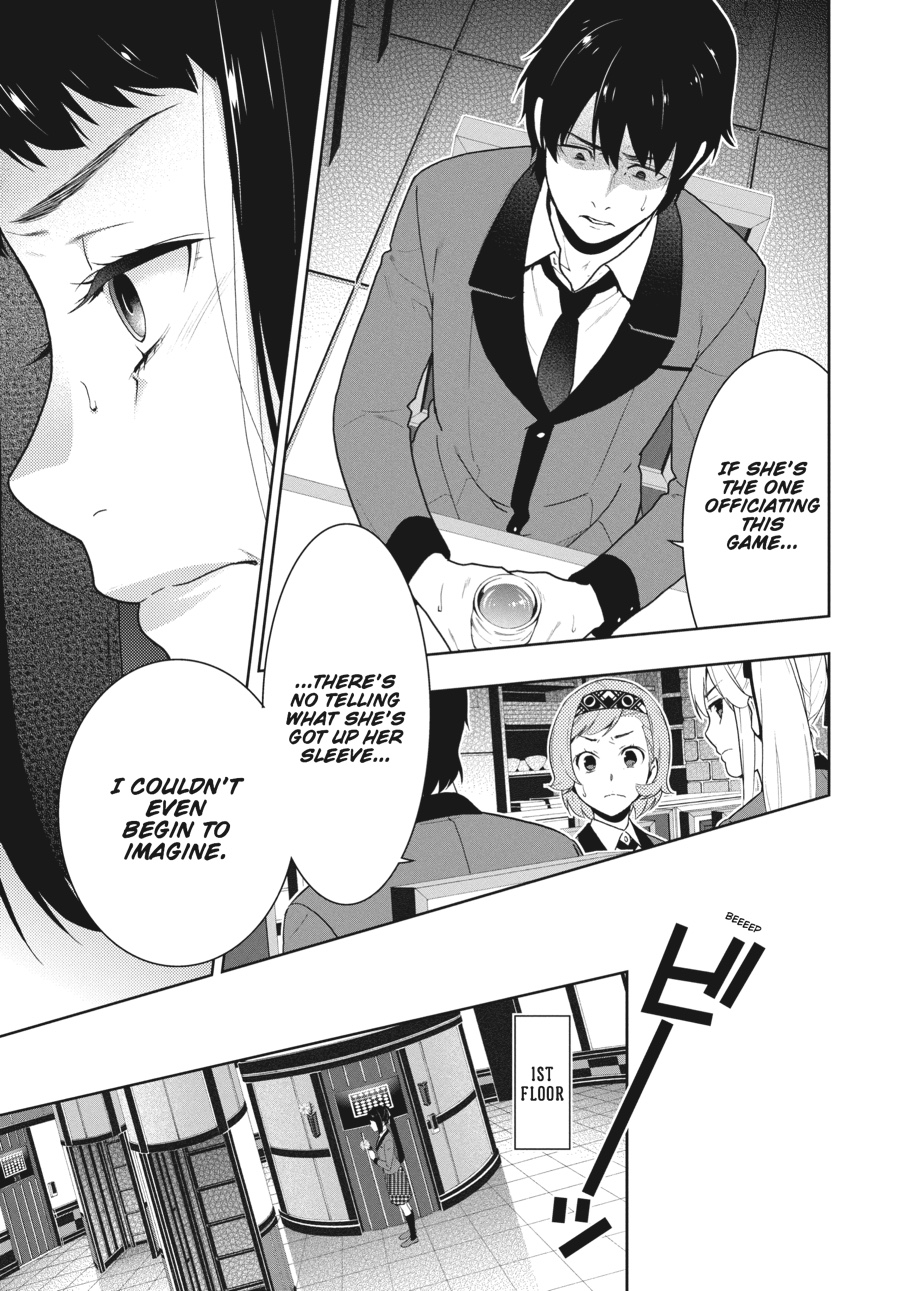 IF SHE'S
THE ONE
OFFICIATING
THIS
GAME...
...THERE'S
NO TELLING
WHAT SHE'S
GOT UP HER
SLEEVE...
I COULDN'T
EVEN
BEGIN TO
IMAGINE.
BEEEEP
ビーッ
1ST
FLOOR